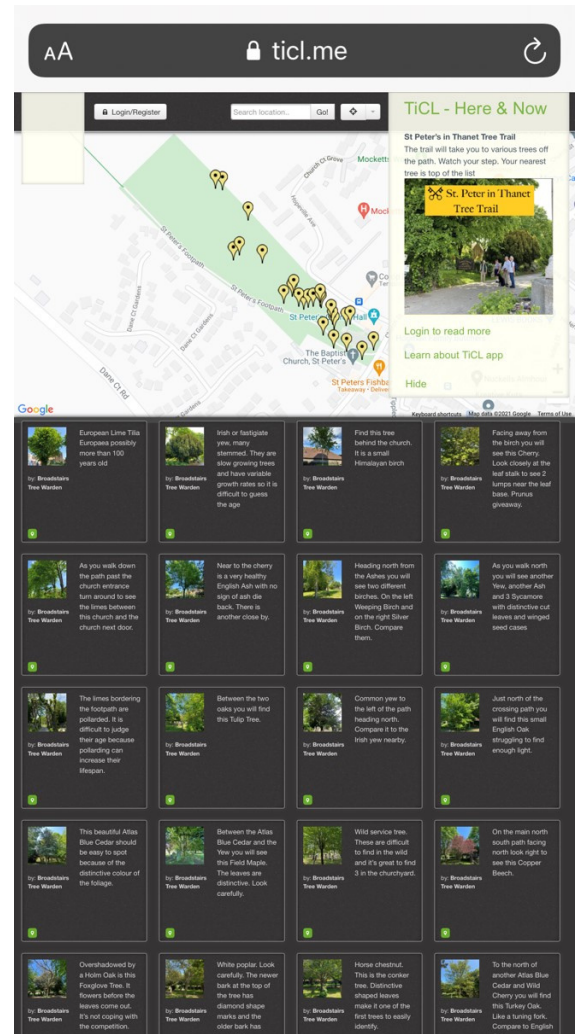 AA
ticl.me
Login/Register
Search location..
Go!
TiCL - Here & Now
St Peter's in Thanet Tree Trail
The trail will take you to various trees off
the path. Watch your step. Your nearest
tree is top of the list
St. Peter in Thanet
Tree Trail
Login to read more
Learn about TiCL app
Hide
Church Ct Grove
Mocketts
Hopeville Ave
St Peter's Footpath
St Peter's Footpath
Dane Ct Gardens
Dane Ct Gardens
Dane Ct Rd
Hall
The Baptist
Church, St Peter's
St Peters Fishba
Takeaway • Deliver
Google
Keyboard shortcuts
Map data ©2021 Google
Terms of Use
European Lime Tilia
Europaea possibly
more than 100
years old
by: Broadstairs
Tree Warden
Irish or fastigiate
yew, many
stemmed. They are
slow growing trees
and have variable
growth rates so it is
difficult to guess
the age
by: Broadstairs
Tree Warden
Find this tree
behind the church.
It is a small
Himalayan birch
by: Broadstairs
Tree Warden
Facing away from
the birch you will
see this Cherry.
Look closely at the
leaf stalk to see 2
lumps near the leaf
base. Prunus
giveaway.
by: Broadstairs
Tree Warden
As you walk down
the path past the
church entrance
turn around to see
the limes between
this church and the
church next door.
by: Broadstairs
Tree Warden
Near to the cherry
is a very healthy
English Ash with no
sign of ash die
back. There is
another close by.
by: Broadstairs
Tree Warden
Heading north from
the Ashes you will
see two different
birches. On the left
Weeping Birch and
on the right Silver
Birch. Compare
them.
by: Broadstairs
Tree Warden
As you walk north
you will see another
Yew, another Ash
and 3 Sycamore
with distinctive cut
leaves and winged
seed cases
by: Broadstairs
Tree Warden
The limes bordering
the footpath are
pollarded. It is
difficult to judge
their age because
pollarding can
increase their
lifespan.
by: Broadstairs
Tree Warden
Between the two
oaks you will find
this Tulip Tree.
by: Broadstairs
Tree Warden
Common yew to
the left of the path
heading north.
Compare it to the
Irish yew nearby.
by: Broadstairs
Tree Warden
Just north of the
crossing path you
will find this small
English Oak
struggling to find
enough light.
by: Broadstairs
Tree Warden
This beautiful Atlas
Blue Cedar should
be easy to spot
because of the
distinctive colour of
the foliage.
by: Broadstairs
Tree Warden
Between the Atlas
Blue Cedar and the
Yew you will see
this Field Maple.
The leaves are
distinctive. Look
carefully.
by: Broadstairs
Tree Warden
Wild service tree.
These are difficult
to find in the wild
and it's great to find
3 in the churchyard.
by: Broadstairs
Tree Warden
On the main north
south path facing
north look right to
see this Copper
Beech.
by: Broadstairs
Tree Warden
Overshadowed by
a Holm Oak is this
Foxglove Tree. It
flowers before the
leaves come out.
It's not coping with
the competition.
by: Broadstairs
Tree Warden
White poplar. Look
carefully. The newer
bark at the top of
the tree has
diamond shape
marks and the
older bark has
by: Broadstairs
Tree Warden
Horse chestnut.
This is the conker
tree. Distinctive
shaped leaves
make it one of the
first trees to easily
identify.
by: Broadstairs
Tree Warden
To the north of
another Atlas Blue
Cedar and Wild
Cherry you will find
this Turkey Oak.
Like a tuning fork.
Compare to English
by: Broadstairs
Tree Warden